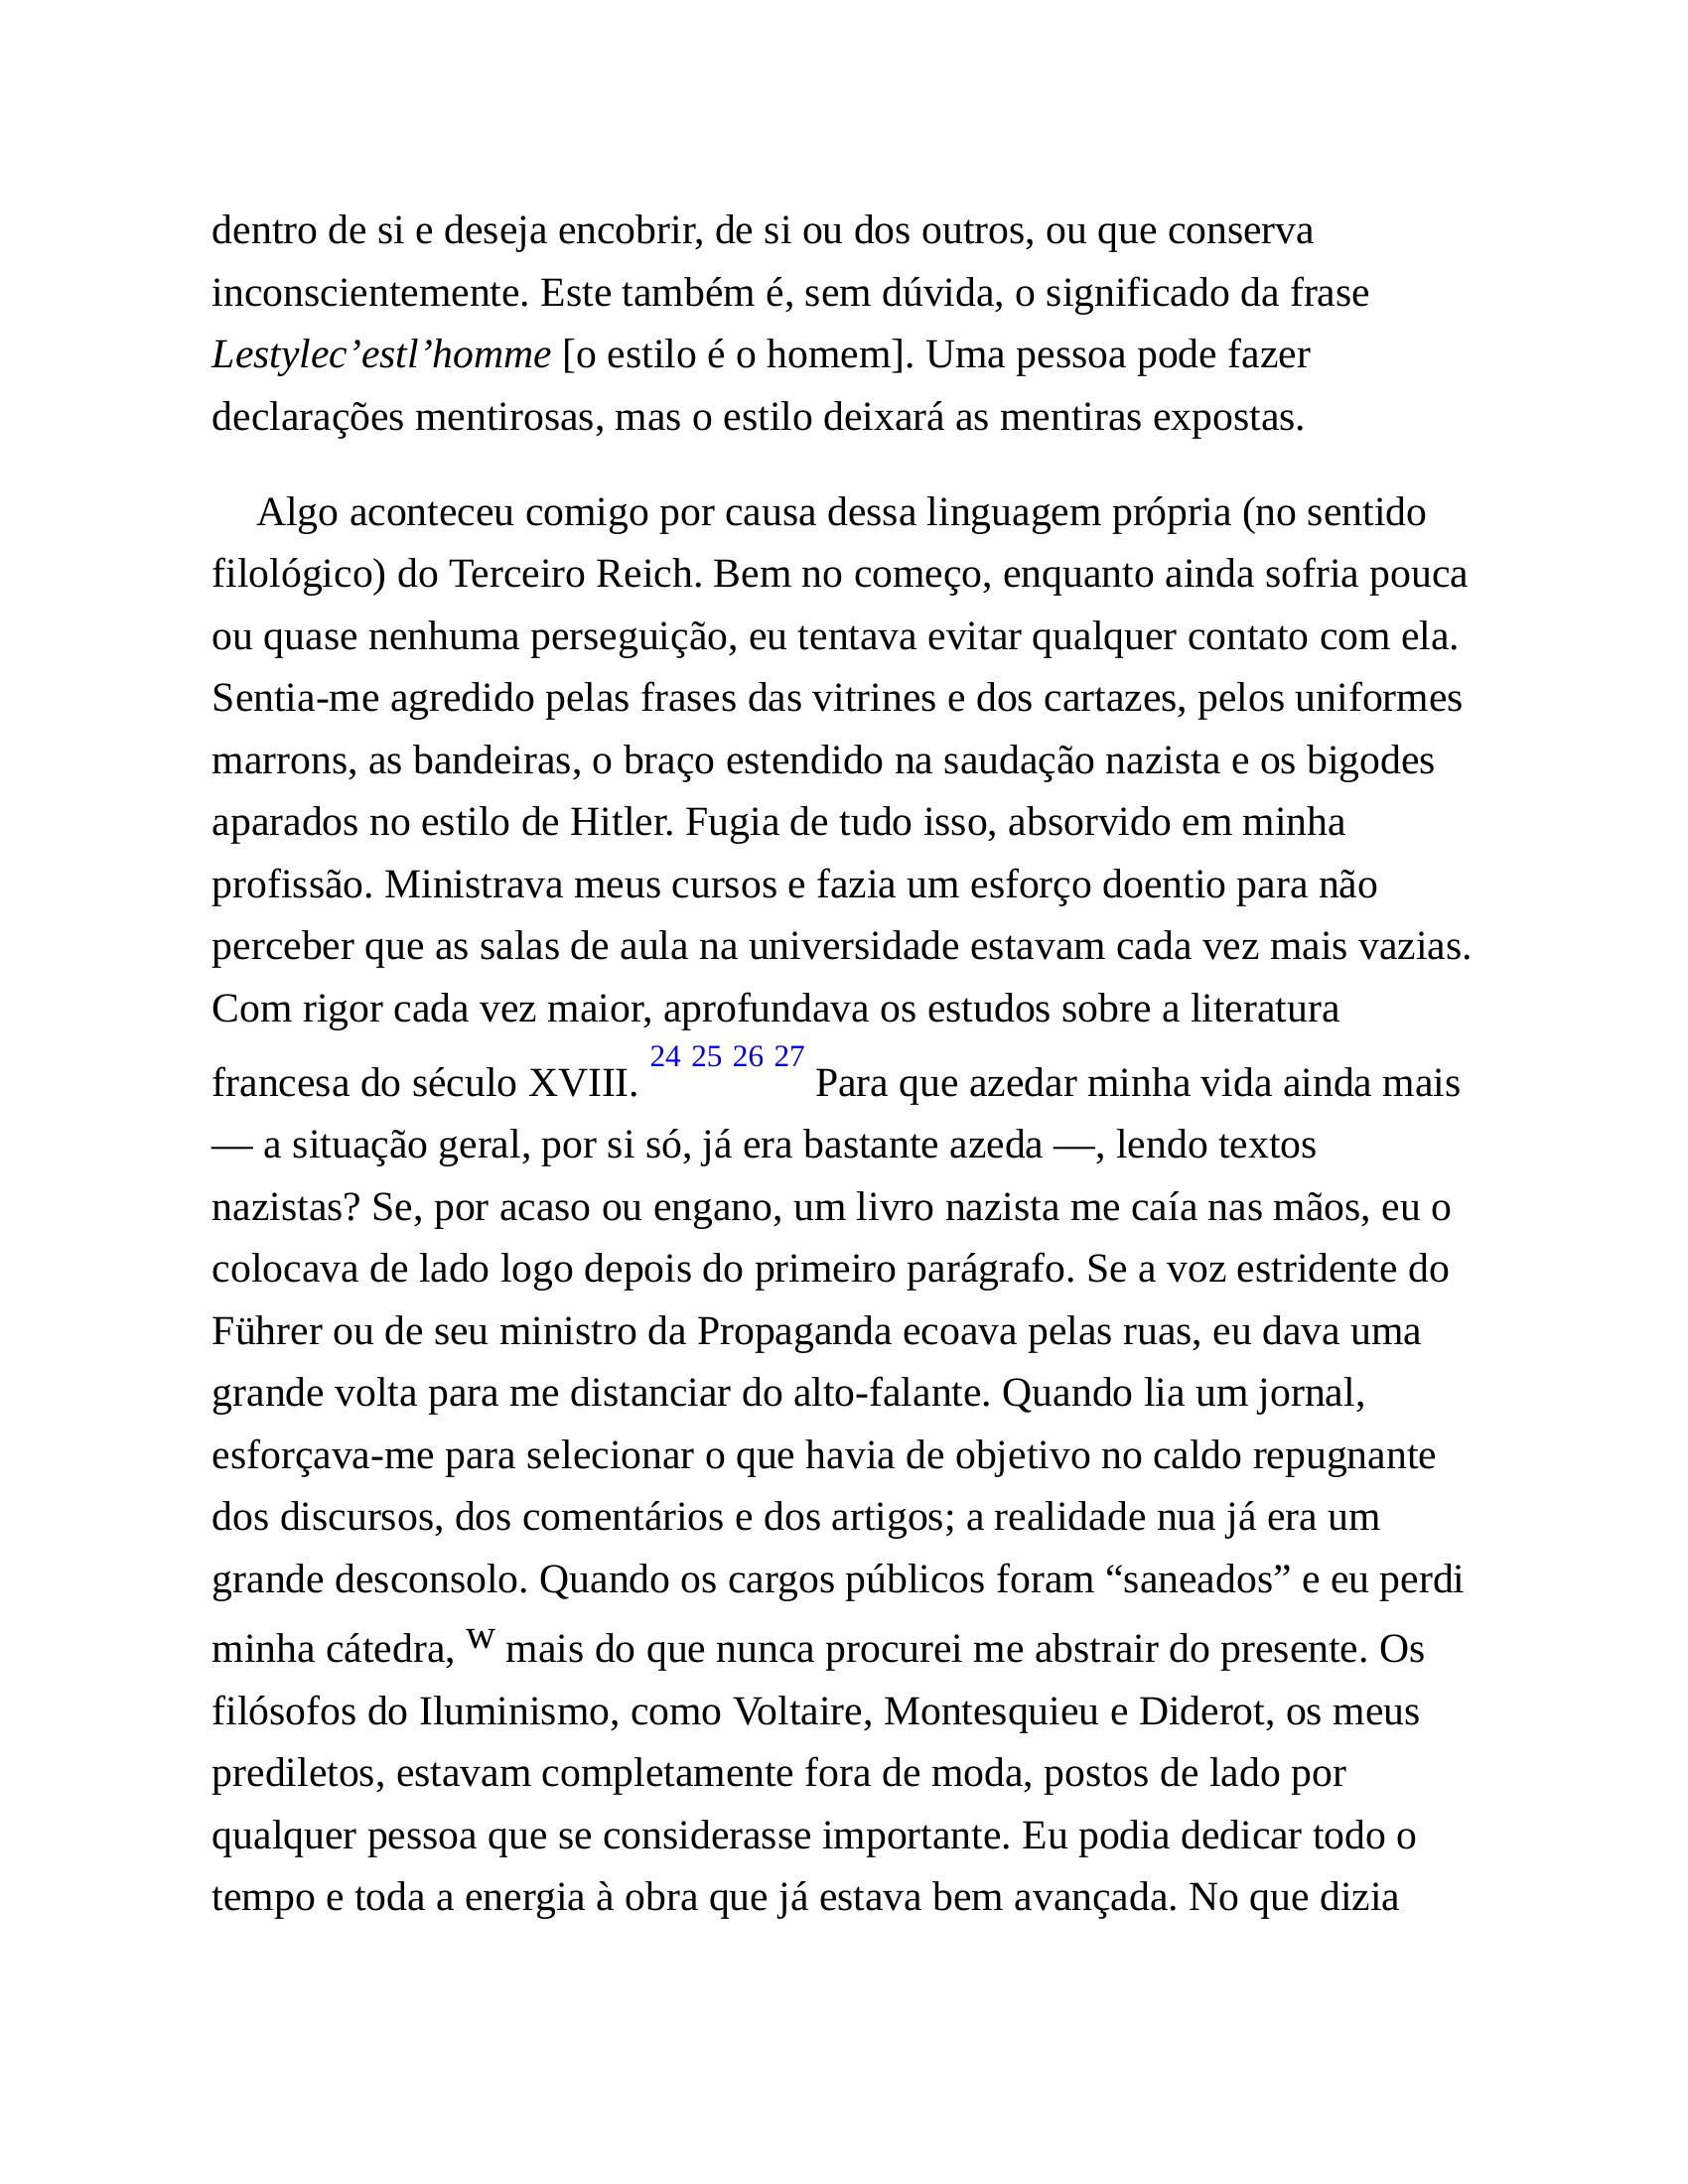 dentro de si e deseja encobrir, de si ou dos outros, ou que conserva
inconscientemente. Este também é, sem dúvida, o significado da frase
Lestylec’estl’homme [o estilo é o homem]. Uma pessoa pode fazer
declarações mentirosas, mas o estilo deixará as mentiras expostas.
Algo aconteceu comigo por causa dessa linguagem própria (no sentido
filológico) do Terceiro Reich. Bem no começo, enquanto ainda sofria pouca
ou quase nenhuma perseguição, eu tentava evitar qualquer contato com ela.
Sentia-me agredido pelas frases das vitrines e dos cartazes, pelos uniformes
marrons, as bandeiras, o braço estendido na saudação nazista e os bigodes
aparados no estilo de Hitler. Fugia de tudo isso, absorvido em minha
profissão. Ministrava meus cursos e fazia um esforço doentio para não
perceber que as salas de aula na universidade estavam cada vez mais vazias.
Com rigor cada vez maior, aprofundava os estudos sobre a literatura
francesa do século XVIII. 24 25 26 27 Para que azedar minha vida ainda mais
— a situação geral, por si só, já era bastante azeda —, lendo textos
nazistas? Se, por acaso ou engano, um livro nazista me caía nas mãos, eu o
colocava de lado logo depois do primeiro parágrafo. Se a voz estridente do
Führer ou de seu ministro da Propaganda ecoava pelas ruas, eu dava uma
grande volta para me distanciar do alto-falante. Quando lia um jornal,
esforçava-me para selecionar o que havia de objetivo no caldo repugnante
dos discursos, dos comentários e dos artigos; a realidade nua já era um
grande desconsolo. Quando os cargos públicos foram “saneados” e eu perdi
minha cátedra, w mais do que nunca procurei me abstrair do presente. Os
filósofos do Iluminismo, como Voltaire, Montesquieu e Diderot, os meus
prediletos, estavam completamente fora de moda, postos de lado por
qualquer pessoa que se considerasse importante. Eu podia dedicar todo o
tempo e toda a energia à obra que já estava bem avançada. No que dizia